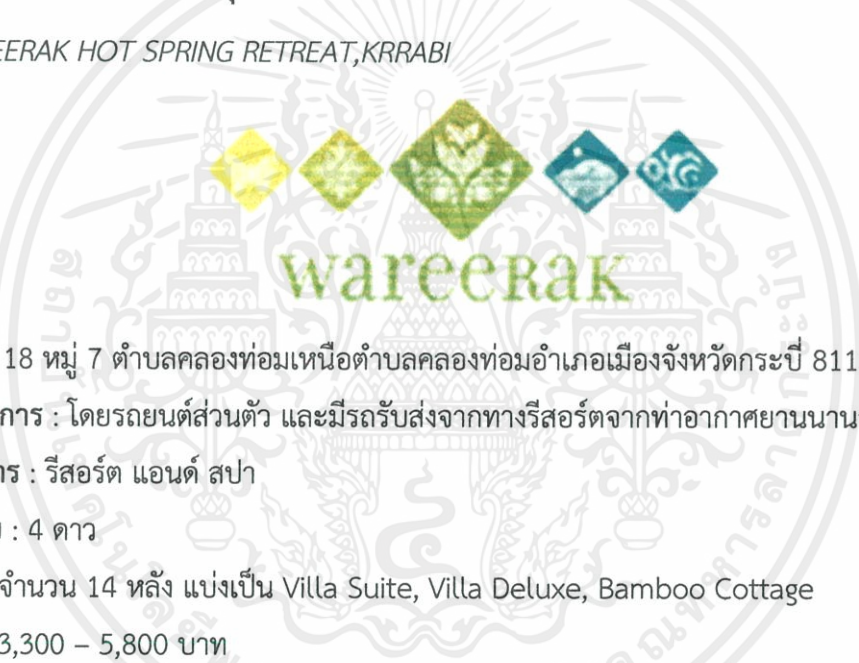 EERAK HOT SPRING RETREAT,KRRABI
wareeRak
18 หมู่ 7 ตำบลคลองท่อมเหนือตำบลคลองท่อมอำเภอเมืองจังหวัดกระบี่ 811
การ : โดยรถยนต์ส่วนตัว และมีรถรับส่งจากทางรีสอร์ตจากท่าอากาศยานนาน
าร : รีสอร์ต แอนด์ สปา
: 4 ดาว
จำนวน 14 หลัง แบ่งเป็น Villa Suite, Villa Deluxe, Bamboo Cottage
3,300 – 5,800 บาท